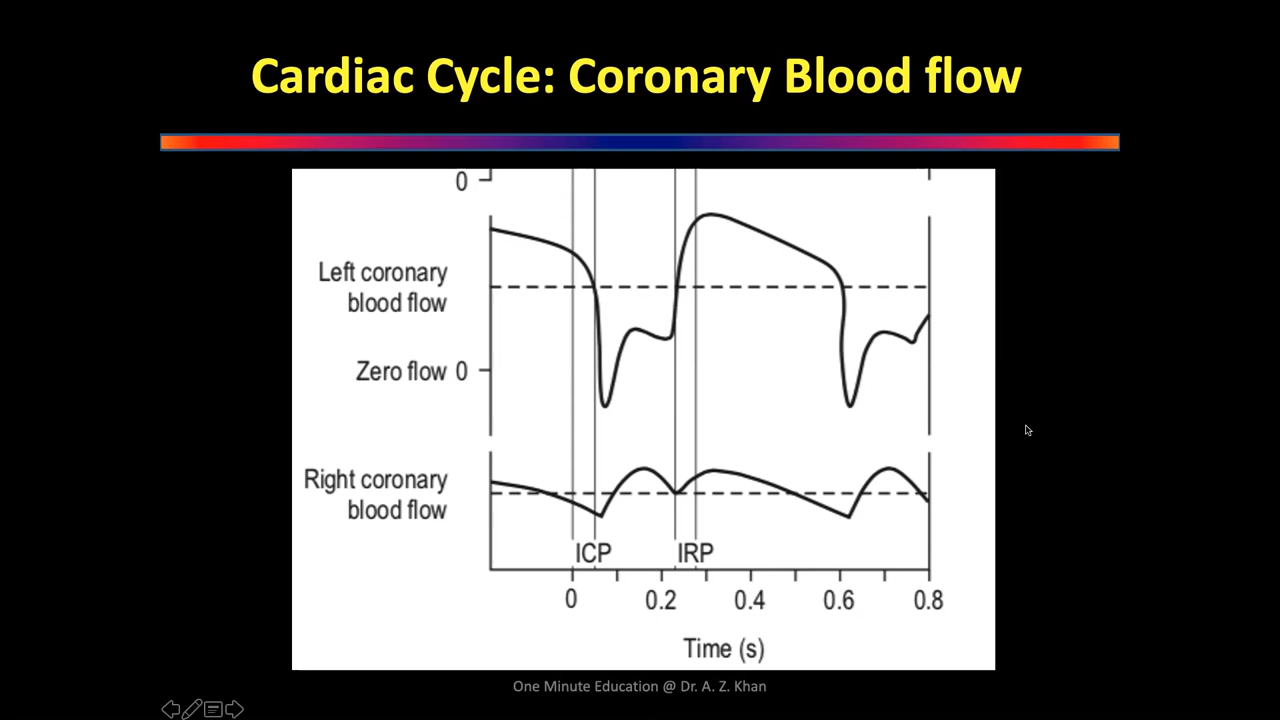 Cardiac Cycle: Coronary Blood flow
0
Left coronary
blood flow
Zero flow 0
Right coronary
blood flow
ICP IRP
0 0.2 0.4 0.6 0.8
Time (s)
One Minute Education @ Dr. A. Z. Khan